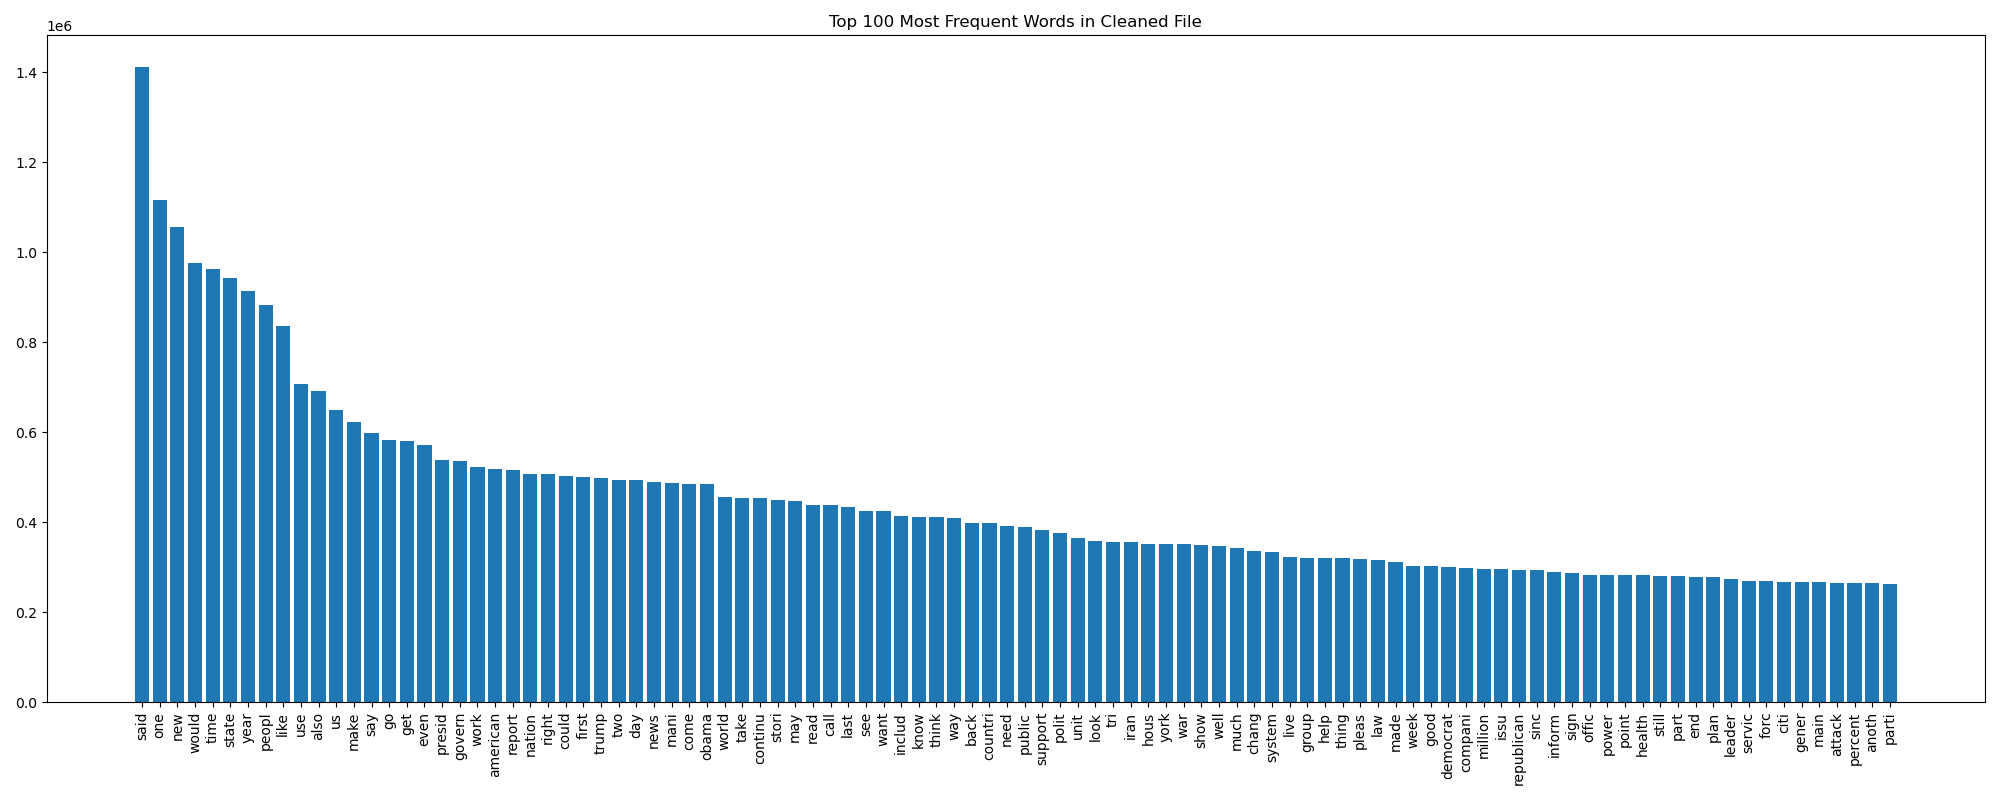 Top 100 Most Frequent Words in Cleaned File
1e6
1.4
1.2
1.0
0.8
0.6
0.4
0.2
0.0
said
one
new
would
time
state
year
peopl
like
use
also
us
make
say
go
get
even
presid
govern
work
american
report
nation
right
could
first
trump
two
day
news
mani
come
obama
world
take
continu
stori
may
read
call
last
see
want
includ
know
think
way
back
countri
need
public
support
polit
unit
look
tri
iran
hous
york
war
show
well
much
chang
system
live
group
help
thing
pleas
law
made
week
good
democrat
compani
million
issu
republican
sinc
inform
sign
offic
power
point
health
still
part
end
plan
leader
servic
forc
citi
gener
main
attack
percent
anoth
parti